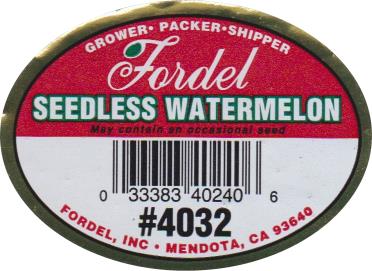 GROWER • PACKER • SHIPPER
Fordel
SEEDLESS WATERMELON
May contain an occasional seed
0 33383 40240 6
#4032
FORDEL, INC • MENDOTA, CA 93640